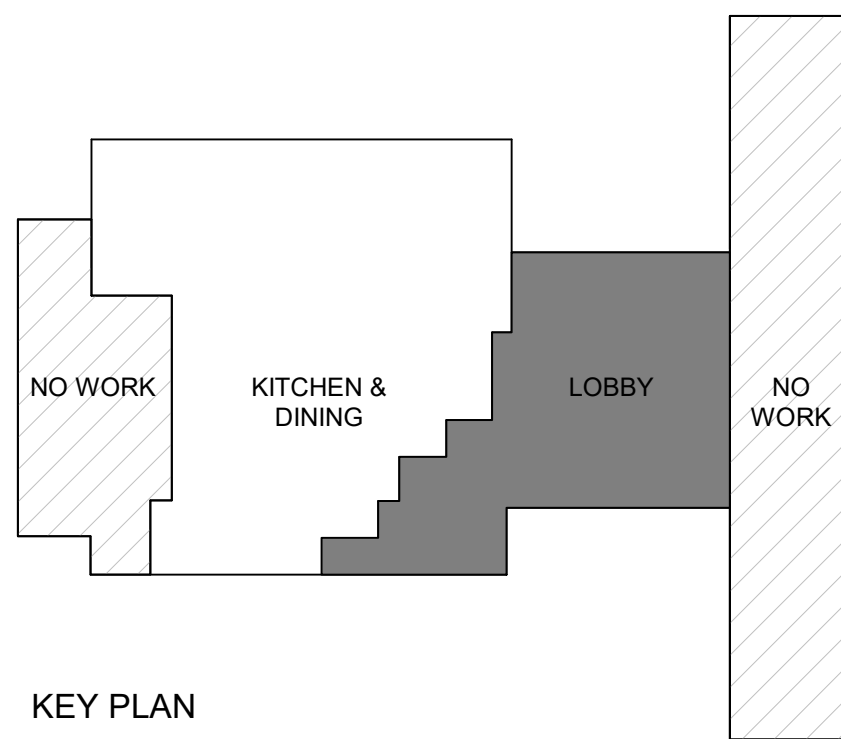 NO WORK
KITCHEN &
DINING
LOBBY
NO
WORK
KEY PLAN